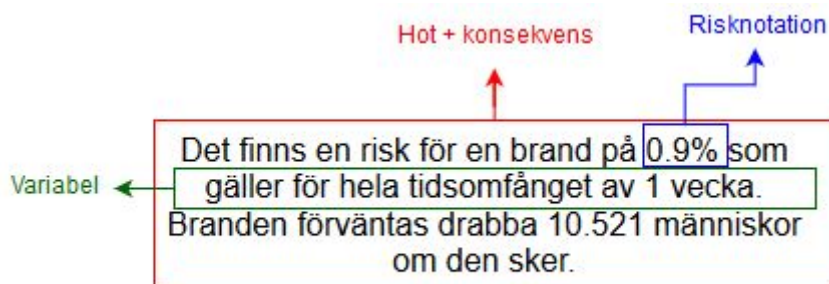 Hot + konsekvens
Risknotation
Det finns en risk för en brand på 0.9% som
Variabel
gäller för hela tidsomfånget av 1 vecka.
Branden förväntas drabba 10.521 människor
om den sker.